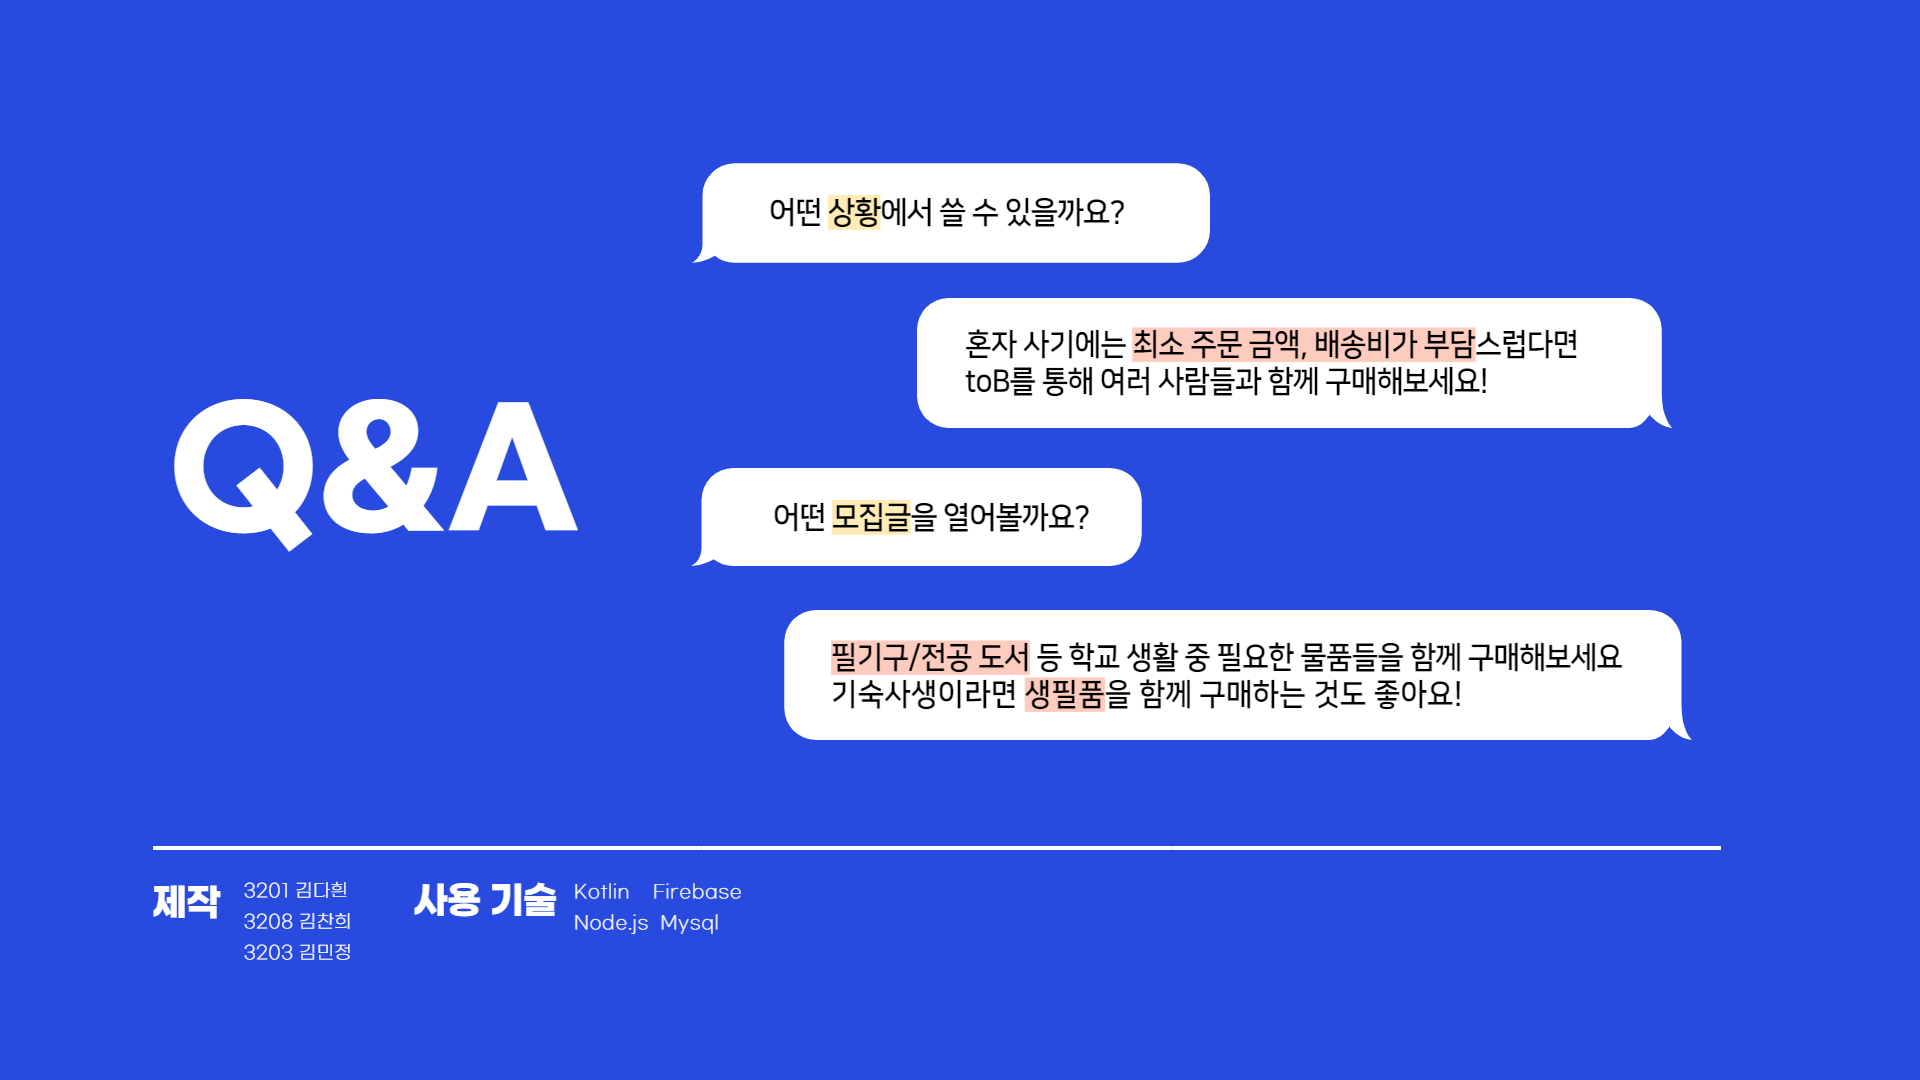 Q&A
어떤 상황에서 쓸 수 있을까요?
혼자 사기에는 최소 주문 금액, 배송비가 부담스럽다면
toB를 통해 여러 사람들과 함께 구매해보세요!
어떤 모집글을 열어볼까요?
필기구/전공 도서 등 학교 생활 중 필요한 물품들을 함께 구매해보세요
기숙사생이라면 생필품을 함께 구매하는 것도 좋아요!
제작
3201 김다흰
3208 김찬희
3203 김민정
사용 기술
Kotlin Firebase
Node.js Mysql